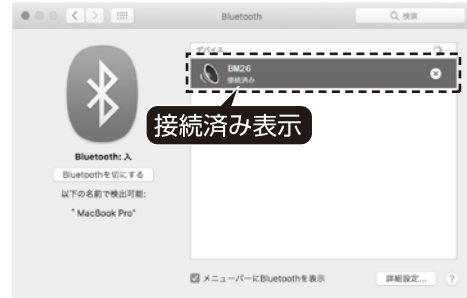 Bluetooth
検索
デバイス
BM26
接続済み
接続済み表示
Bluetooth: 入
Bluetoothを切にする
以下の名前で検出可能:
"MacBook Pro"
メニューバーにBluetoothを表示
詳細設定...
?